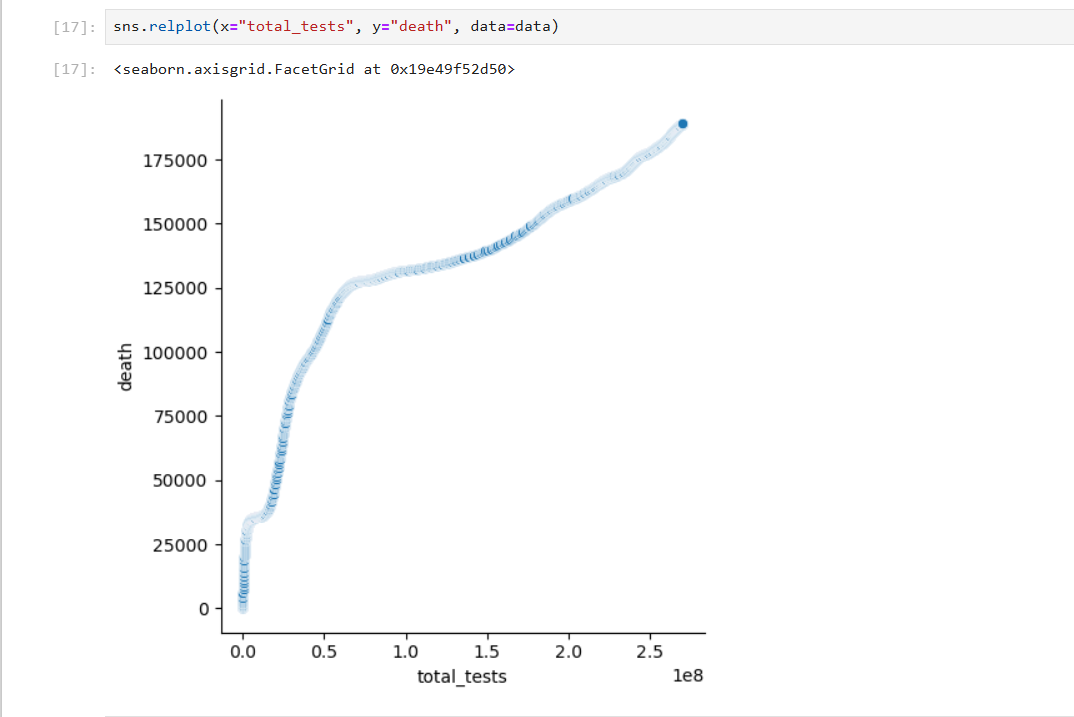 [17]: sns.relplot(x="total_tests", y="death", data=data)
[17]: <seaborn.axisgrid.FacetGrid at 0x19e49f52d50>
175000
150000
125000
100000
75000
50000
25000
0
death
0.0 0.5 1.0 1.5 2.0 2.5
1e8
total_tests